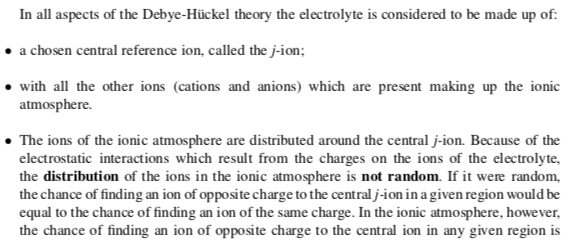 In all aspects of the Debye-Hückel theory the electrolyte is considered to be made up of:
• a chosen central reference ion, called the j-ion;
• with all the other ions (cations and anions) which are present making up the ionic
atmosphere.
• The ions of the ionic atmosphere are distributed around the central j-ion. Because of the
electrostatic interactions which result from the charges on the ions of the electrolyte,
the distribution of the ions in the ionic atmosphere is not random. If it were random,
the chance of finding an ion of opposite charge to the central j-ion in a given region would be
equal to the chance of finding an ion of the same charge. In the ionic atmosphere, however,
the chance of finding an ion of opposite charge to the central ion in any given region is